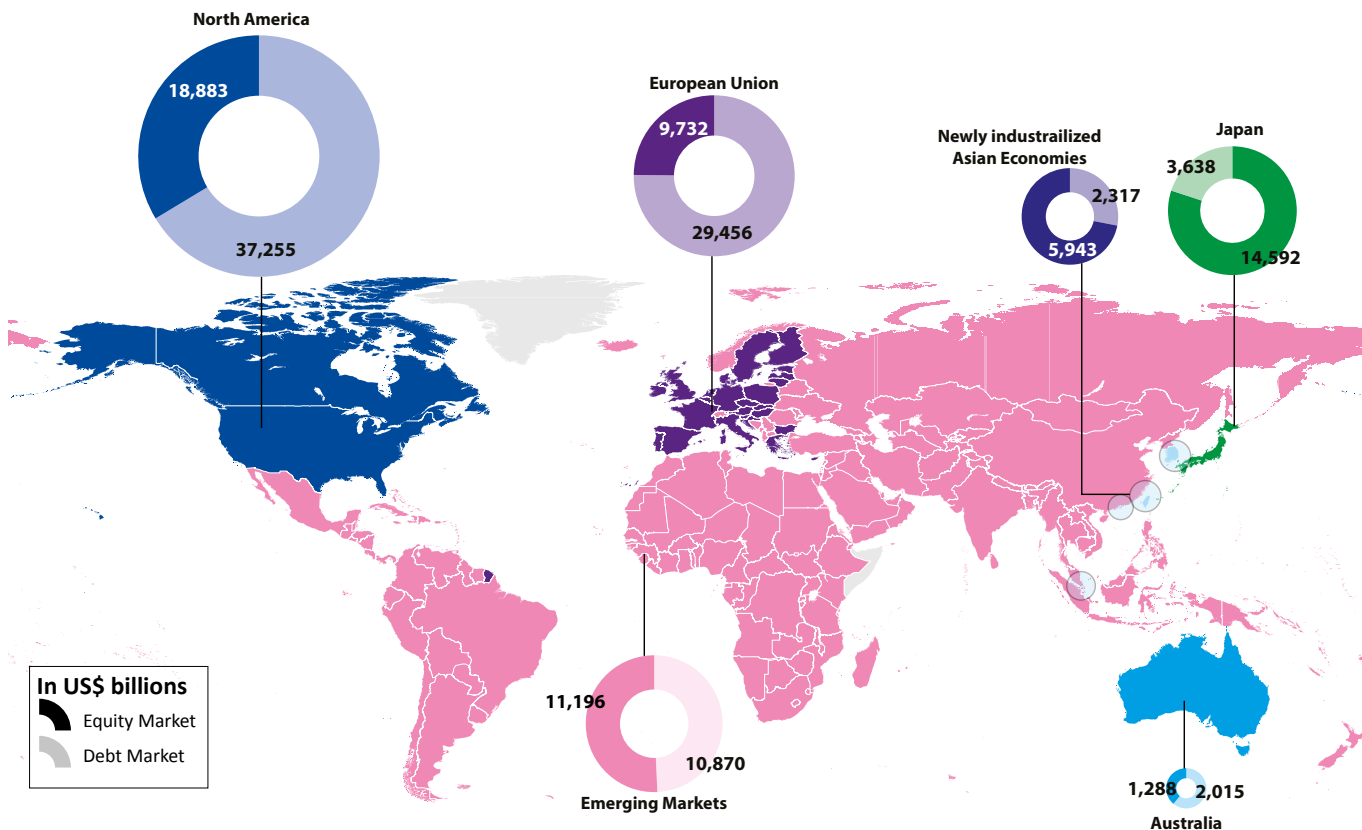 North America
18,883
37,255
European Union
9,732
29,456
Newly industrailized
Asian Economies
2,317
5,943
Japan
3,638
14,592
In US$ billions
Equity Market
Debt Market
11,196
10,870
Emerging Markets
1,288
2,015
Australia